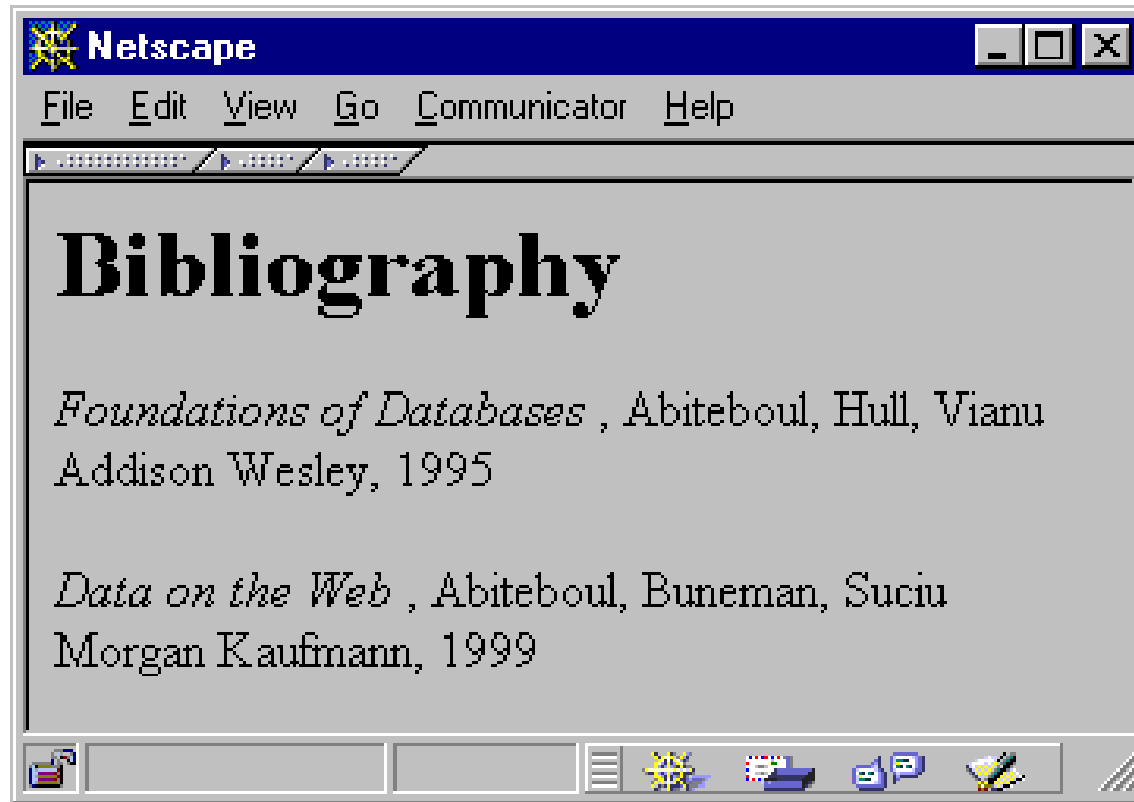 Netscape
File Edit View Go Communicator Help
Bibliography
Foundations of Databases , Abiteboul, Hull, Vianu
Addison Wesley, 1995
Data on the Web , Abiteboul, Buneman, Suciu
Morgan Kaufmann, 1999